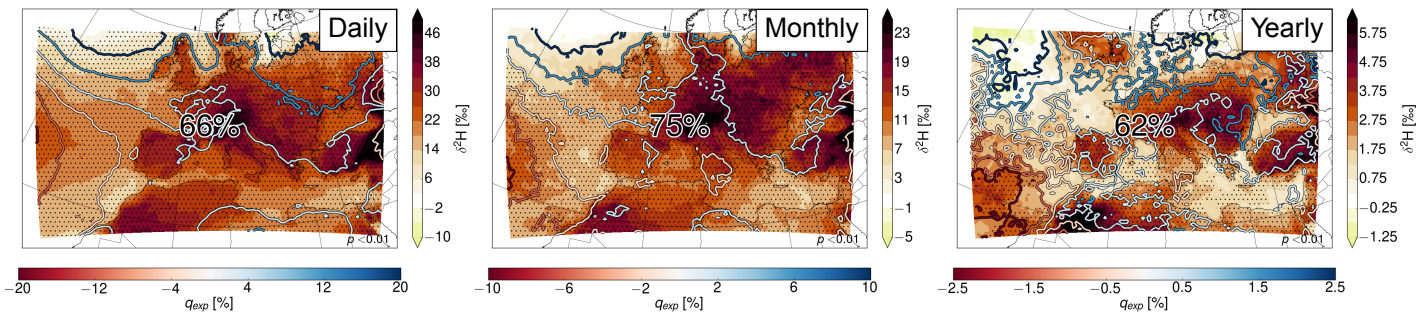 Daily
66%
p <0.01
46
38
30
22
14
6
−2
−10
δ²H [‰]
−20 −12 −4 4 12 20
q_exp [%]
Monthly
75%
p <0.01
23
19
15
11
7
3
−1
−5
δ²H [‰]
−10 −6 −2 2 6 10
q_exp [%]
Yearly
62%
p <0.01
5.75
4.75
3.75
2.75
1.75
0.75
−0.25
−1.25
δ²H [‰]
−2.5 −1.5 −0.5 0.5 1.5 2.5
q_exp [%]